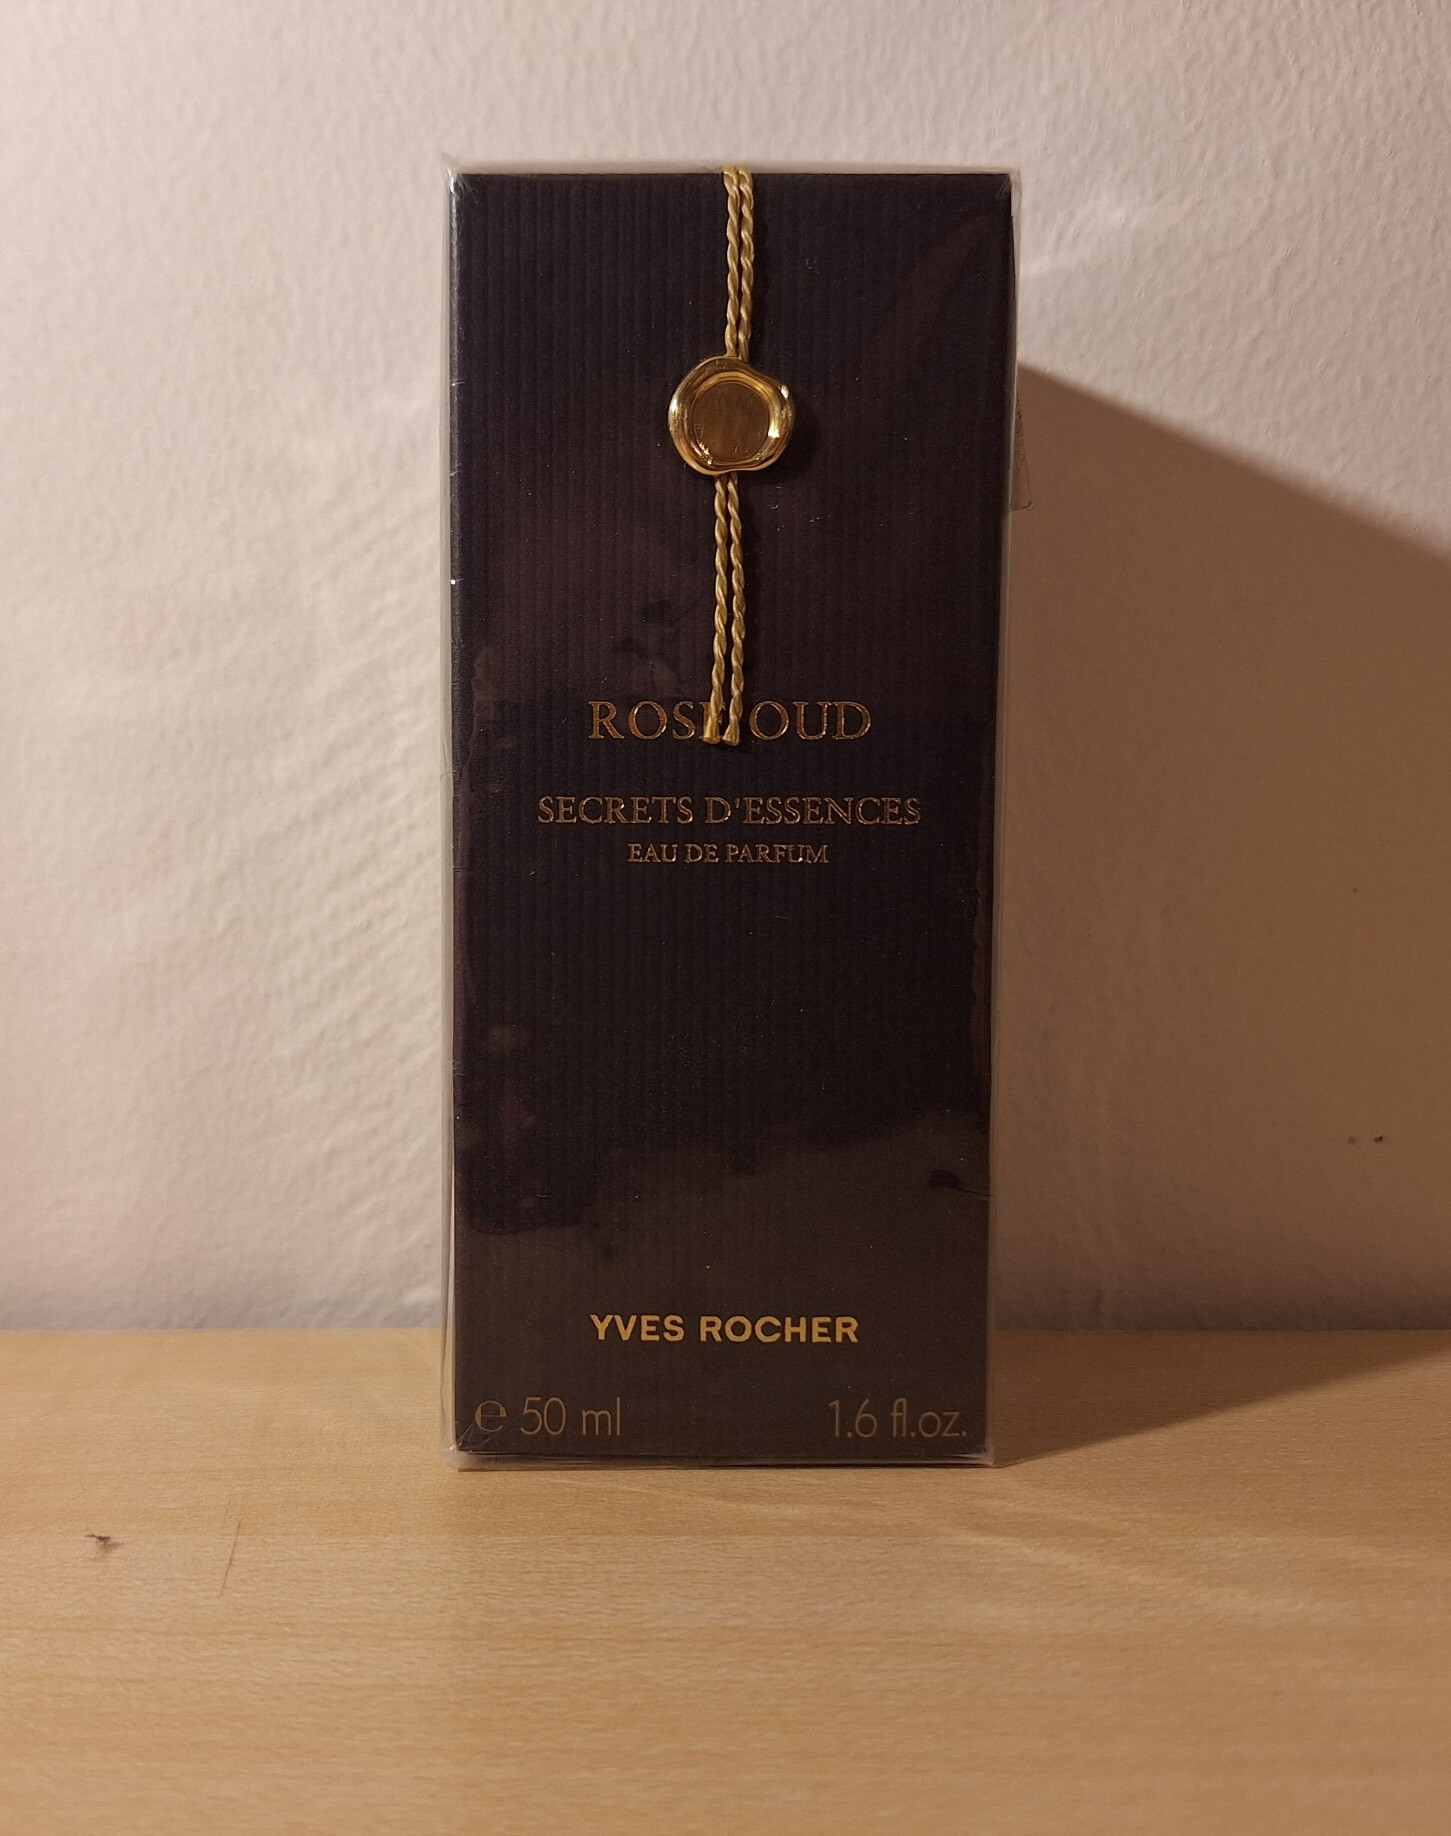 ROSE OUD
SECRETS D'ESSENCES
EAU DE PARFUM
YVES ROCHER
℮ 50 ml 1.6 fl.oz.